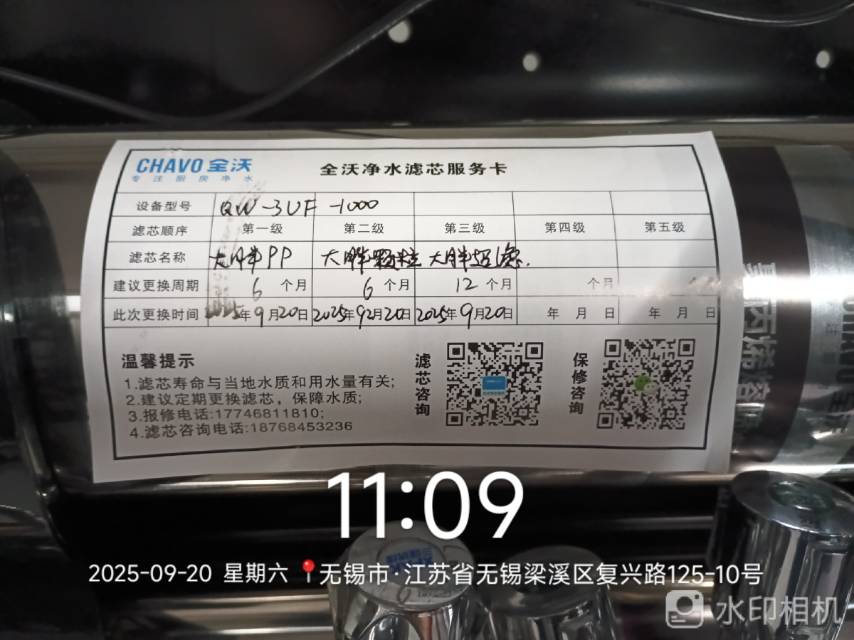 CHAVO 全沃
专注厨房净水
全沃净水滤芯服务卡
设备型号 QW-3UF-1000
滤芯顺序 第一级 第二级 第三级 第四级 第五级
滤芯名称 大胖PP 大胖颗粒 大胖超滤.
建议更换周期 6 个月 6 个月 12 个月 个月
此次更换时间 2025年9月20日 2025年9月20日 2025年9月20日 年 月 日 年 月 日
温馨提示
1.滤芯寿命与当地水质和用水量有关;
2.建议定期更换滤芯，保障水质;
3.报修电话:17746811810;
4.滤芯咨询电话:18768453236
滤芯咨询
保修咨询
11:09
2025-09-20 星期六 无锡市·江苏省无锡梁溪区复兴路125-10号
水印相机